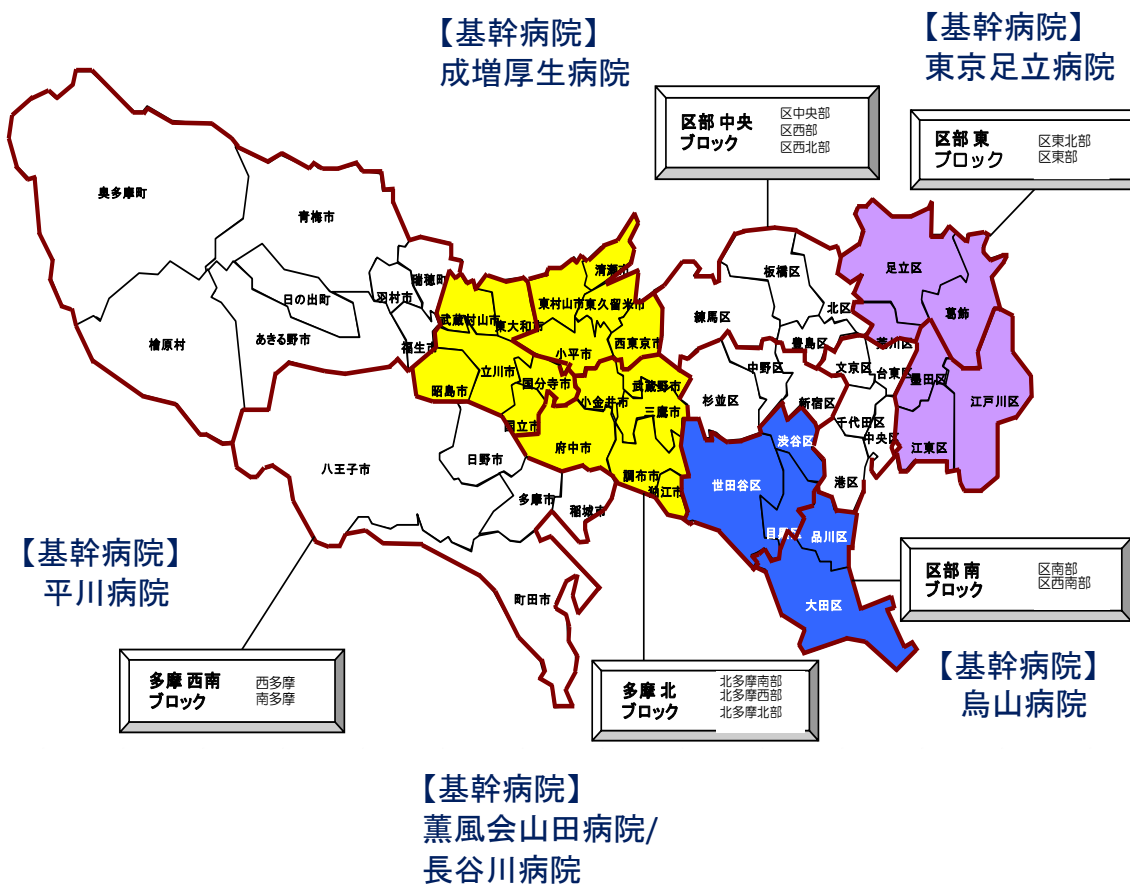 【基幹病院】
成増厚生病院
【基幹病院】
東京足立病院
区部 中央
ブロック
区中央部
区西部
区西北部
区部 東
ブロック
区東北部
区東部
奥多摩町
青梅市
瑞穂町
羽村市
日の出町
あきる野市
檜原村
福生市
武蔵村山市
東大和市
東村山市
清瀬市
東久留米市
西東京市
小平市
昭島市
立川市
国分寺市
国立市
小金井市
武蔵野市
三鷹市
府中市
調布市
狛江市
八王子市
日野市
多摩市
稲城市
町田市
練馬区
板橋区
北区
豊島区
中野区
杉並区
新宿区
文京区
台東区
荒川区
千代田区
中央区
港区
足立区
葛飾
墨田区
江戸川区
江東区
渋谷区
世田谷区
目黒区
品川区
大田区
【基幹病院】
平川病院
区部 南
ブロック
区南部
区西南部
【基幹病院】
烏山病院
多摩 西南
ブロック
西多摩
南多摩
多摩 北
ブロック
北多摩南部
北多摩西部
北多摩北部
【基幹病院】
薫風会山田病院/
長谷川病院